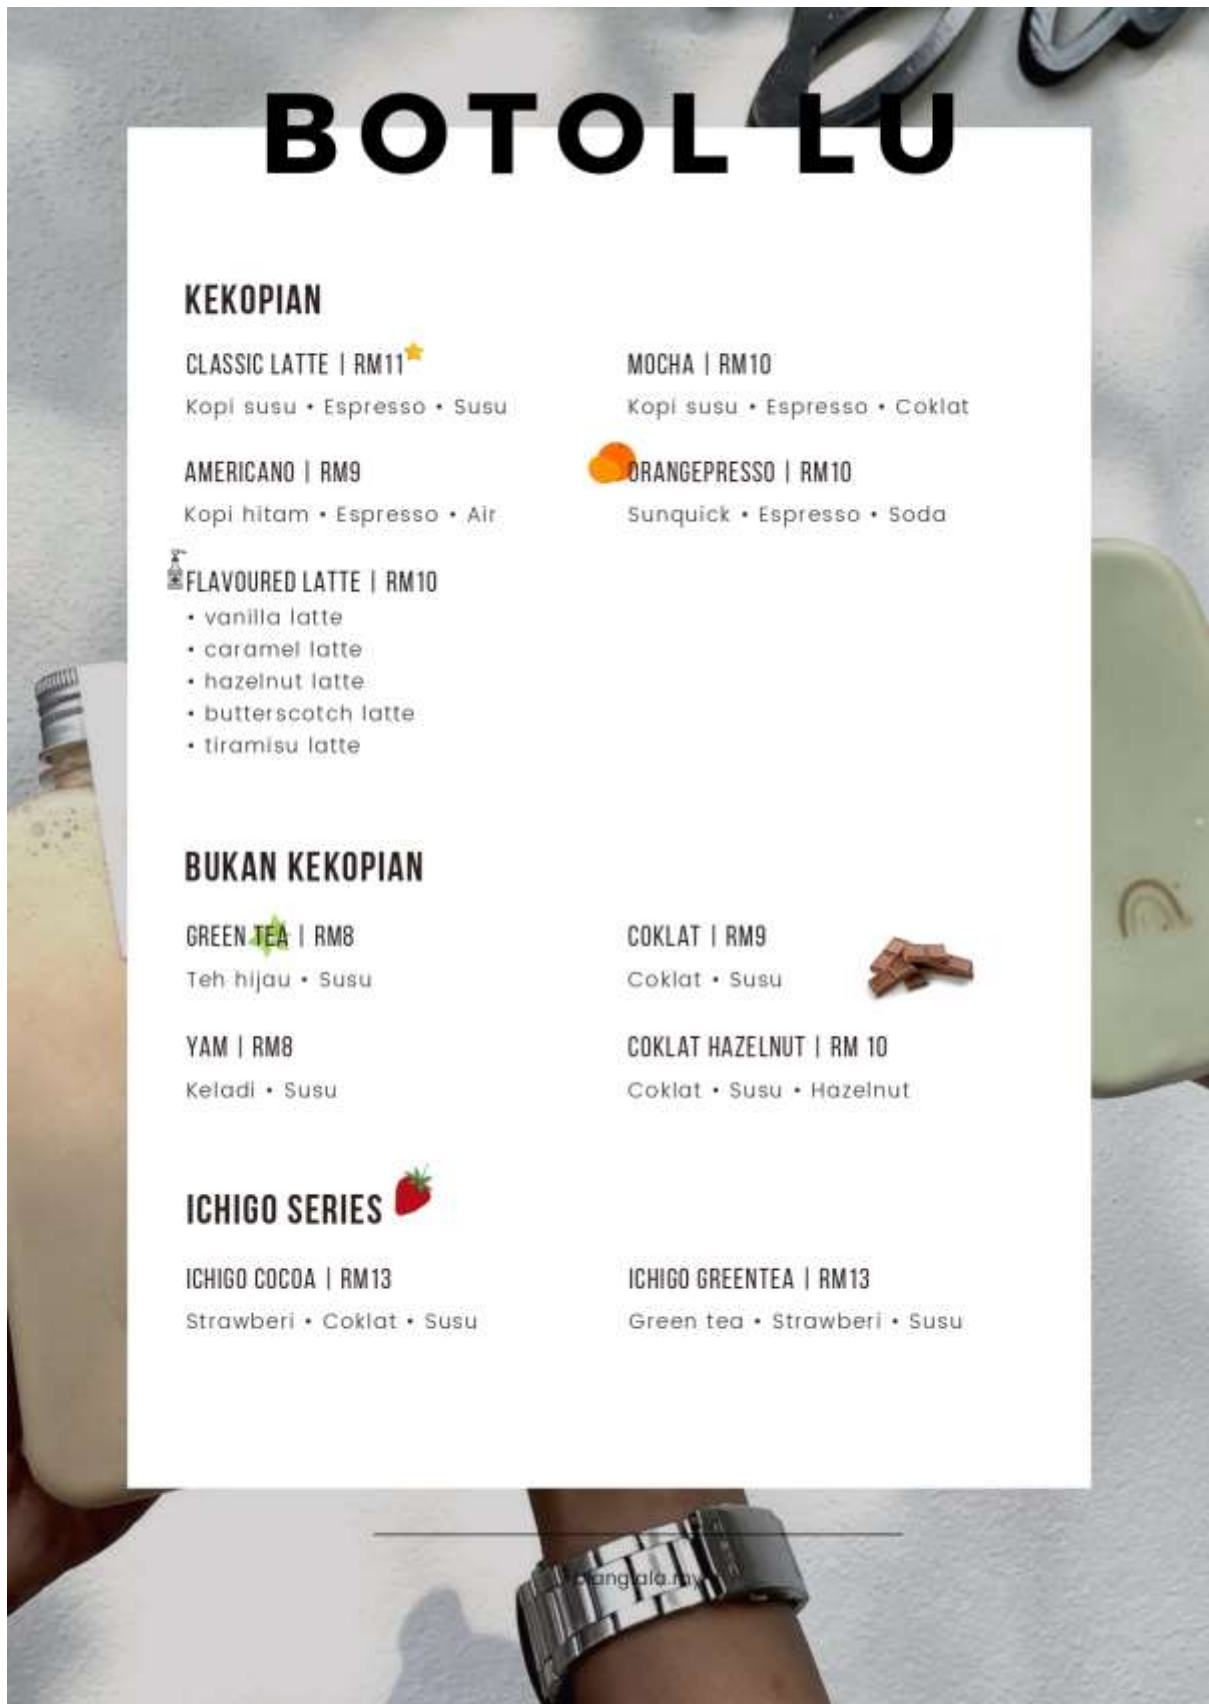 BOTOL LU
KEKOPIAN
CLASSIC LATTE | RM11
Kopi susu • Espresso • Susu
MOCHA | RM10
Kopi susu • Espresso • Coklat
AMERICANO | RM9
Kopi hitam • Espresso • Air
ORANGEPRESSO | RM10
Sunquick • Espresso • Soda
FLAVOURED LATTE | RM10
• vanilla latte
• caramel latte
• hazelnut latte
• butterscotch latte
• tiramisu latte
BUKAN KEKOPIAN
GREEN TEA | RM8
Teh hijau • Susu
COKLAT | RM9
Coklat • Susu
YAM | RM8
Keladi • Susu
COKLAT HAZELNUT | RM 10
Coklat • Susu • Hazelnut
ICHIGO SERIES
ICHIGO COCOA | RM13
Strawberi • Coklat • Susu
ICHIGO GREENTEA | RM13
Green tea • Strawberi • Susu